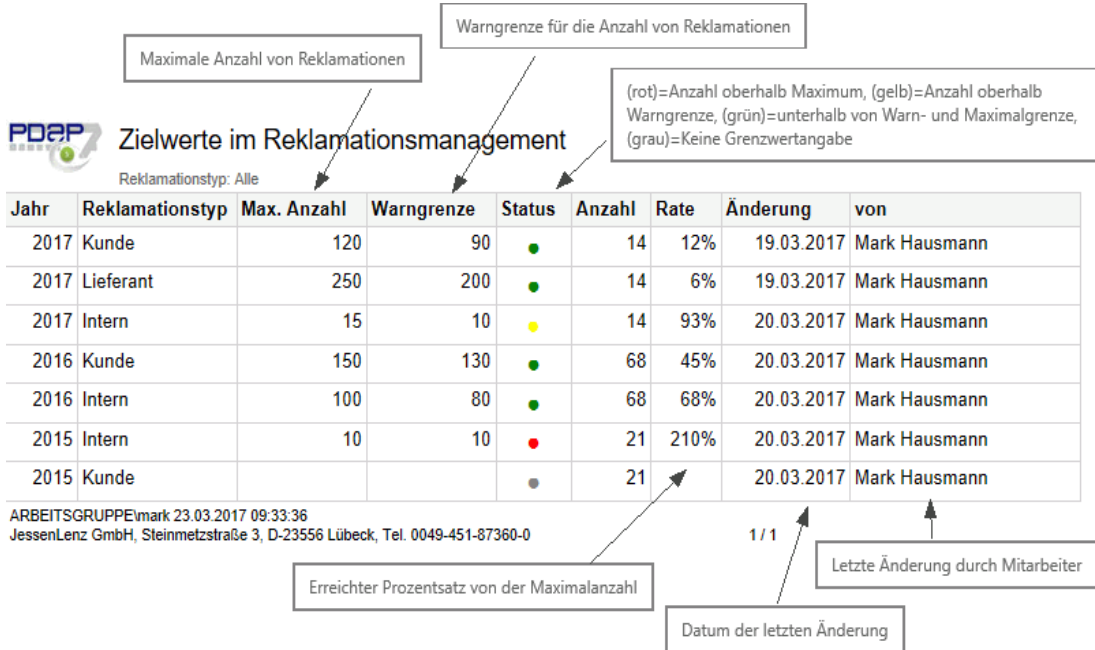 Warngrenze für die Anzahl von Reklamationen
Maximale Anzahl von Reklamationen
(rot)=Anzahl oberhalb Maximum, (gelb)=Anzahl oberhalb
Warngrenze, (grün)=unterhalb von Warn- und Maximalgrenze,
(grau)=Keine Grenzwertangabe
PDAP7
Zielwerte im Reklamationsmanagement
Reklamationstyp: Alle
Jahr Reklamationstyp Max. Anzahl Warngrenze Status Anzahl Rate Änderung von
2017 Kunde 120 90 14 12% 19.03.2017 Mark Hausmann
2017 Lieferant 250 200 14 6% 19.03.2017 Mark Hausmann
2017 Intern 15 10 14 93% 20.03.2017 Mark Hausmann
2016 Kunde 150 130 68 45% 20.03.2017 Mark Hausmann
2016 Intern 100 80 68 68% 20.03.2017 Mark Hausmann
2015 Intern 10 10 21 210% 20.03.2017 Mark Hausmann
2015 Kunde 21 20.03.2017 Mark Hausmann
ARBEITSGRUPPE\mark 23.03.2017 09:33:36
JessenLenz GmbH, Steinmetzstraße 3, D-23556 Lübeck, Tel. 0049-451-87360-0 1 / 1
Letzte Änderung durch Mitarbeiter
Erreichter Prozentsatz von der Maximalanzahl
Datum der letzten Änderung